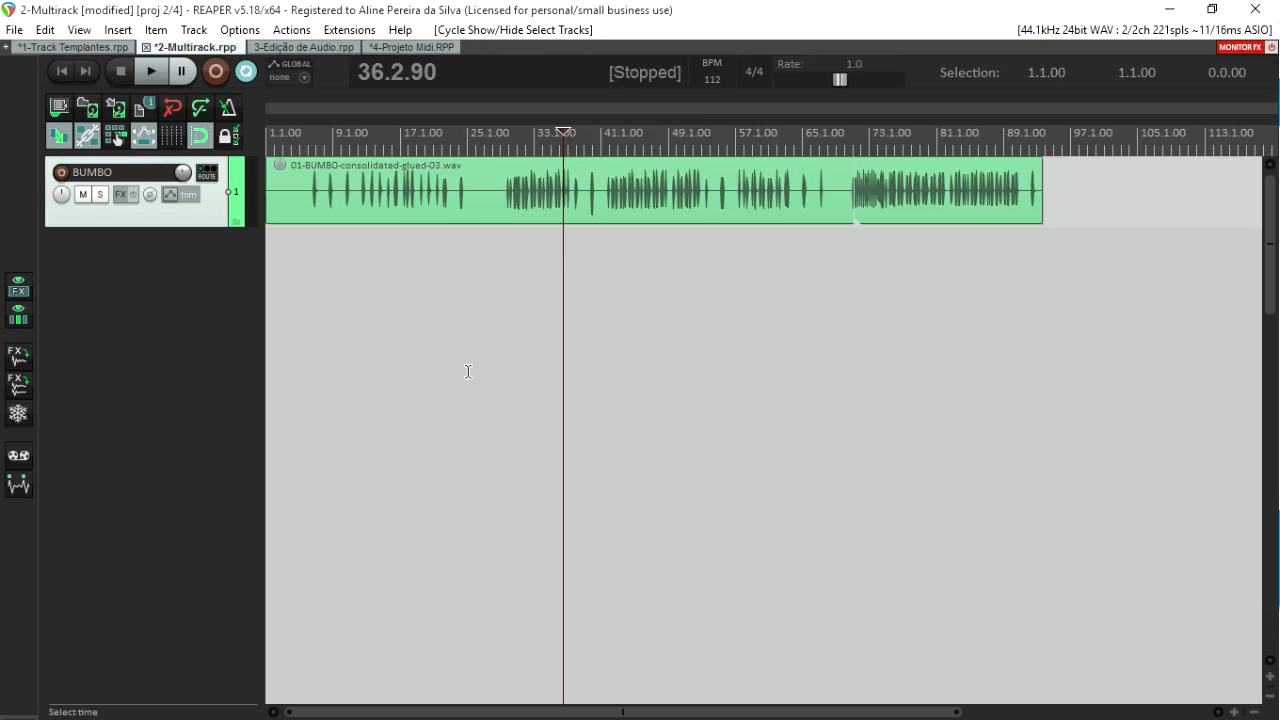 2-Multirack [modified] [proj 2/4] - REAPER v5.18/x64 - Registered to Aline Pereira da Silva (Licensed for personal/small business use)
File Edit View Insert Item Track Options Actions Extensions Help [Cycle Show/Hide Select Tracks] [44.1kHz 24bit WAV : 2/2ch 221spls ~11/16ms ASIO]
+ *1-Track Templantes.rpp *2-Multirack.rpp 3-Edição de Audio.rpp *4-Projeto Midi.RPP MONITOR FX
GLOBAL
none
36.2.90 [Stopped]
BPM
112
4/4
Rate: 1.0
Selection: 1.1.00 1.1.00 0.0.00
1.1.00 9.1.00 17.1.00 25.1.00 33.1.00 41.1.00 49.1.00 57.1.00 65.1.00 73.1.00 81.1.00 89.1.00 97.1.00 105.1.00 113.1.00
BUMBO
ROUTE
01-BUMBO-consolidated-glued-03.wav
M S FX trim 1
FX
FX
FX
Select time